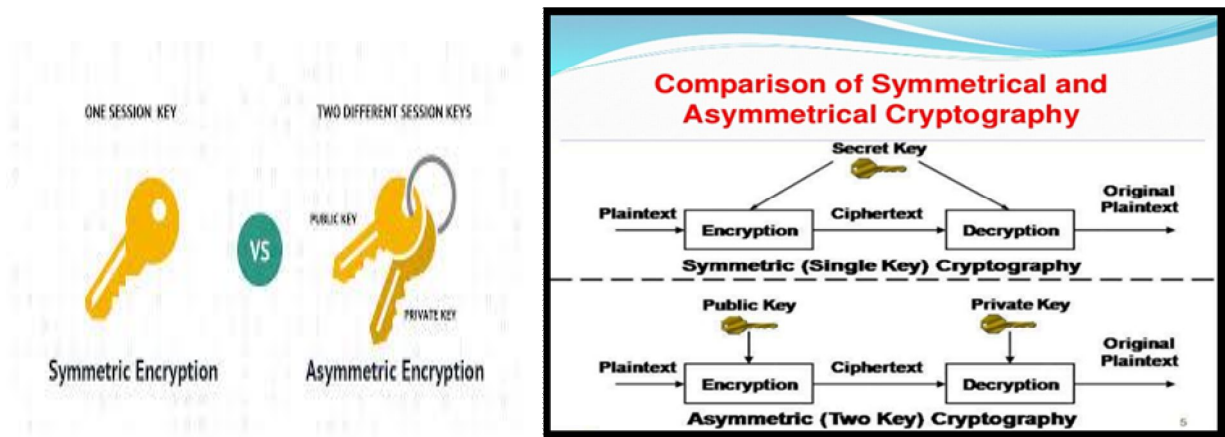 ONE SESSION KEY
TWO DIFFERENT SESSION KEYS
PUBLIC KEY
VS
PRIVATE KEY
Symmetric Encryption
Asymmetric Encryption
Comparison of Symmetrical and
Asymmetrical Cryptography
Secret Key
Plaintext
Encryption
Ciphertext
Decryption
Original
Plaintext
Symmetric (Single Key) Cryptography
Public Key
Private Key
Plaintext
Encryption
Ciphertext
Decryption
Original
Plaintext
Asymmetric (Two Key) Cryptography
5